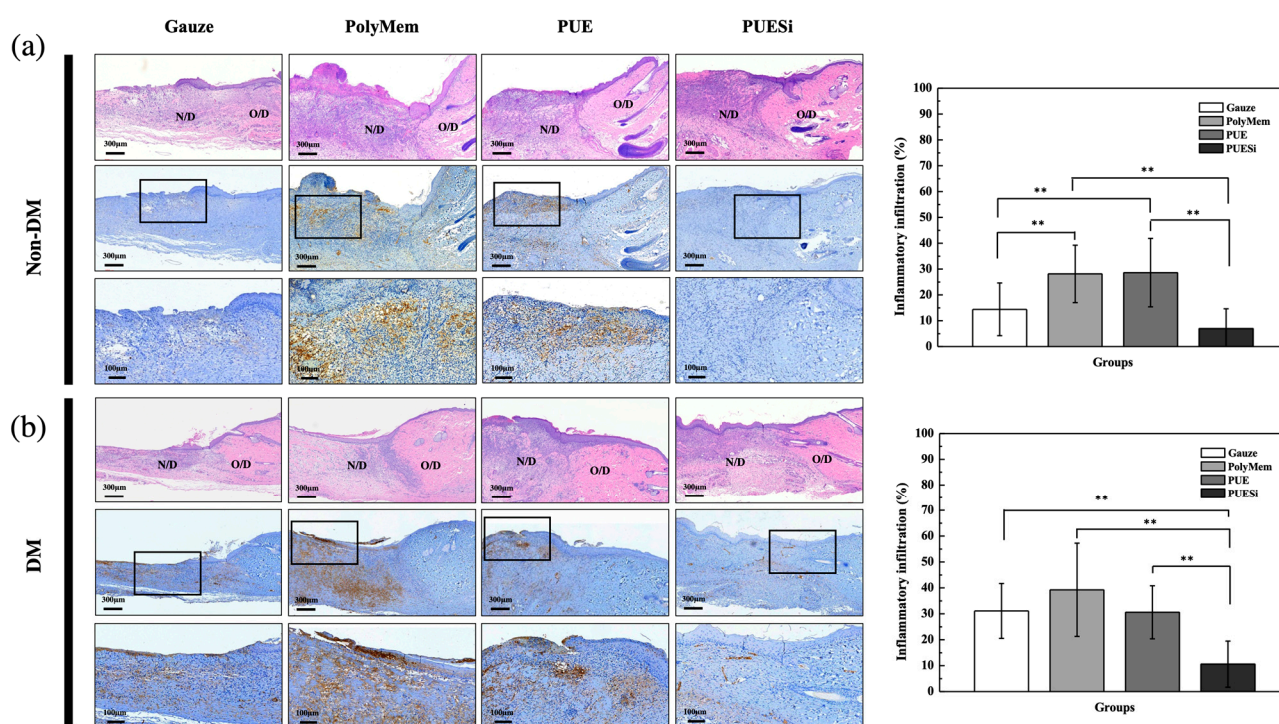 Gauze PolyMem PUE PUESi
(a)
Non-DM
N/D O/D N/D O/D N/D O/D N/D O/D
300μm 300μm 300μm 300μm
300μm 300μm 300μm 300μm
100μm 100μm 100μm 100μm
Inflammatory infiltration (%)
100
90
80
70
60
50
40
30
20
10
0
Gauze
PolyMem
PUE
PUESi
**
**
**
**
Groups
(b)
DM
N/D O/D N/D O/D N/D O/D N/D O/D
300μm 300μm 300μm 300μm
300μm 300μm 300μm 300μm
100μm 100μm 100μm 100μm
Inflammatory infiltration (%)
100
90
80
70
60
50
40
30
20
10
0
Gauze
PolyMem
PUE
PUESi
**
**
**
Groups